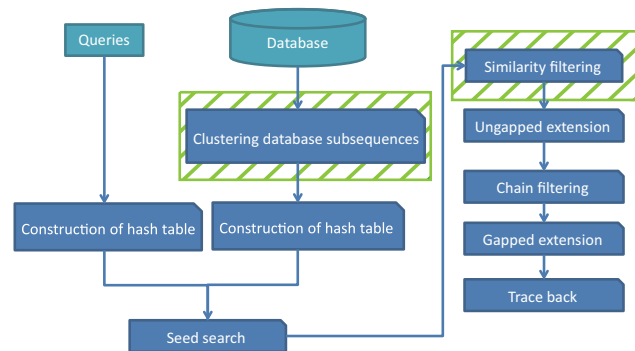 Queries
Database
Clustering database subsequences
Construction of hash table
Construction of hash table
Seed search
Similarity filtering
Ungapped extension
Chain filtering
Gapped extension
Trace back